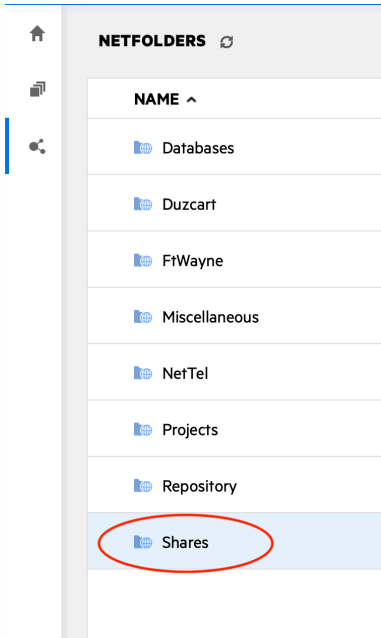 NETFOLDERS
NAME
Databases
Duzcart
FtWayne
Miscellaneous
NetTel
Projects
Repository
Shares